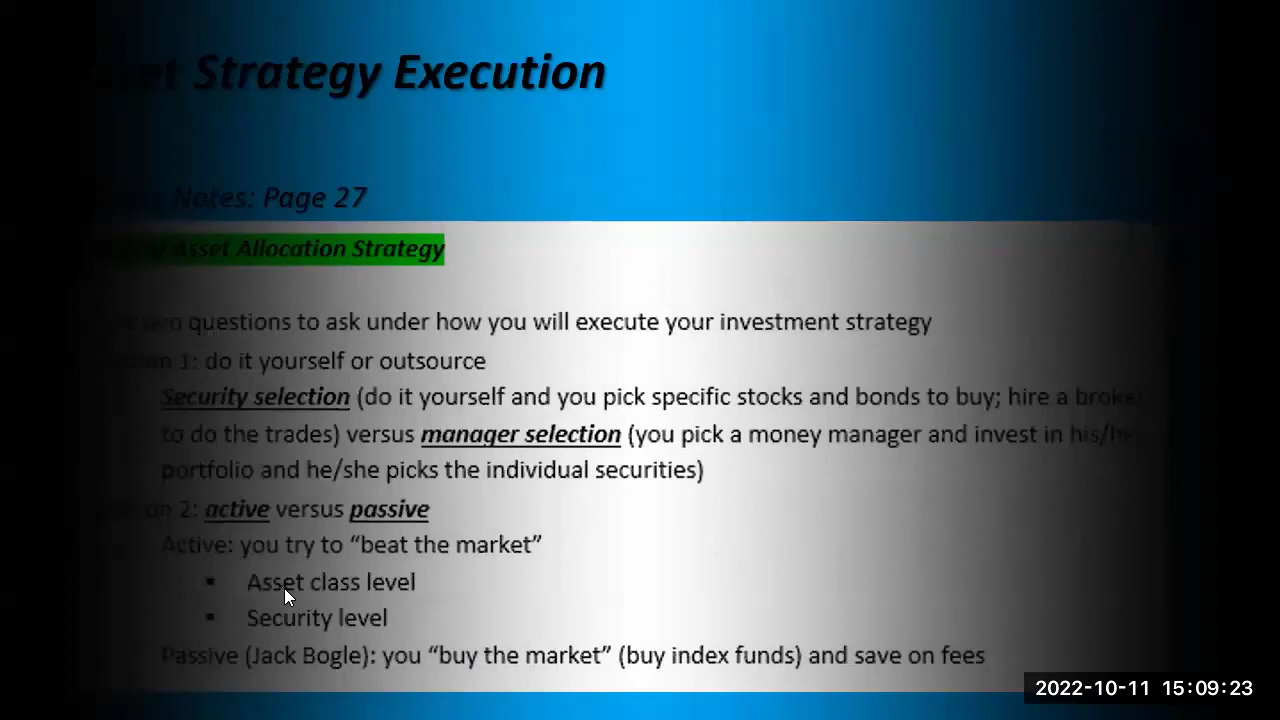 Strategy Execution
Notes: Page 27
Asset Allocation Strategy
two questions to ask under how you will execute your investment strategy
1: do it yourself or outsource
Security selection (do it yourself and you pick specific stocks and bonds to buy; hire a broker
to do the trades) versus manager selection (you pick a money manager and invest in his/her
portfolio and he/she picks the individual securities)
2: active versus passive
Active: you try to “beat the market”
▪ Asset class level
▪ Security level
Passive (Jack Bogle): you “buy the market” (buy index funds) and save on fees
2022-10-11 15:09:23